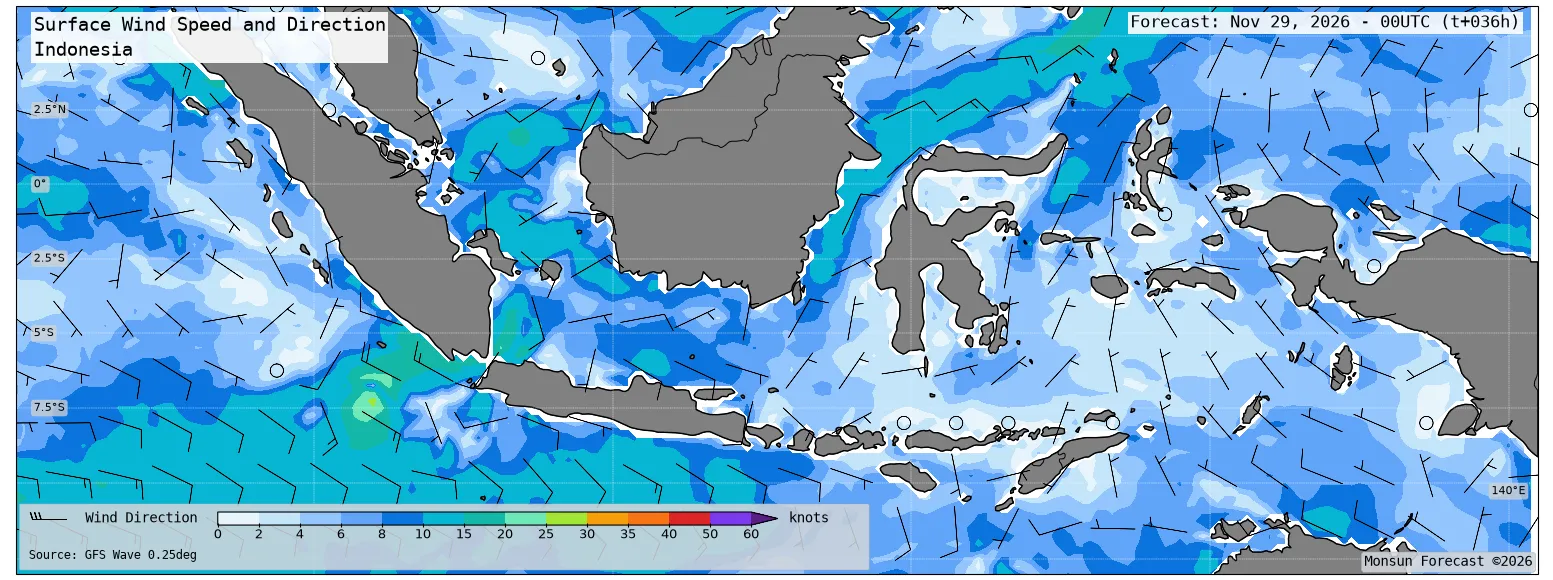 Surface Wind Speed and Direction
Indonesia
Forecast: Nov 29, 2026 - 00UTC (t+036h)
2.5°N
0°
2.5°S
5°S
7.5°S
140°E
Wind Direction
knots
0 2 4 6 8 10 15 20 25 30 35 40 50 60
Source: GFS Wave 0.25deg
Monsun Forecast ©2026